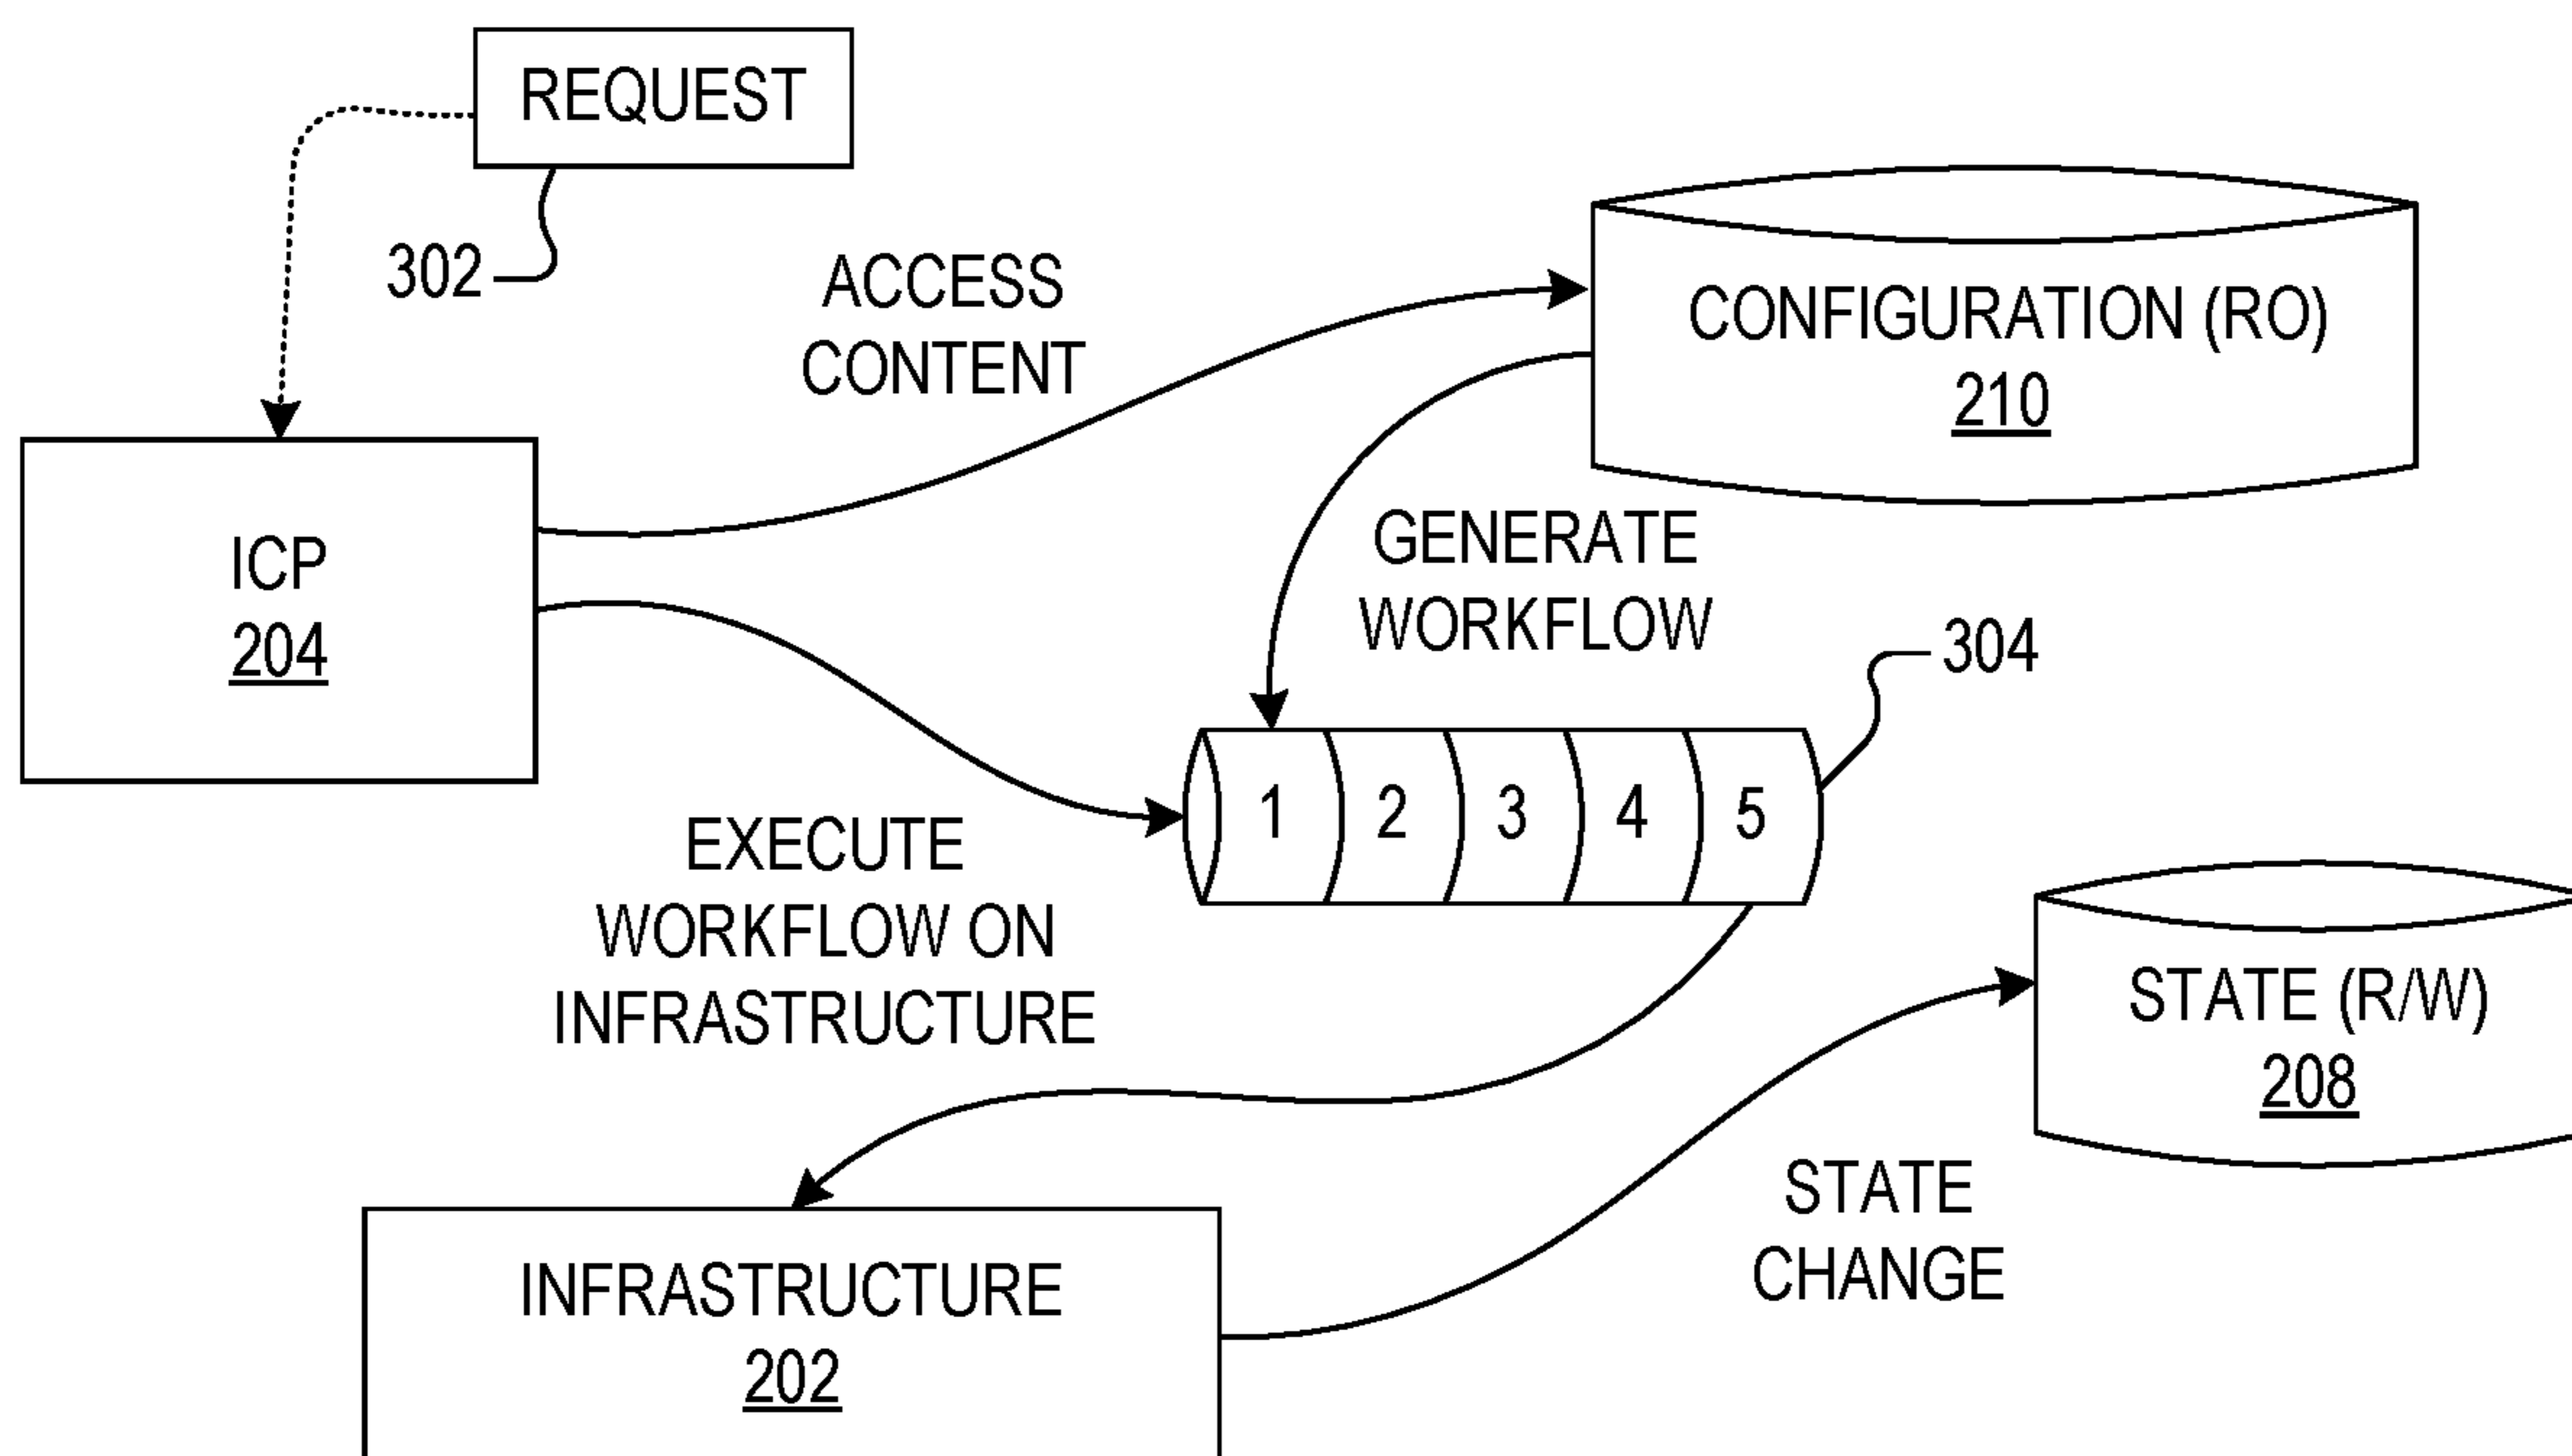 REQUEST
302
ACCESS
CONTENT
CONFIGURATION (RO)
210
ICP
204
GENERATE
WORKFLOW
304
1 2 3 4 5
EXECUTE
WORKFLOW ON
INFRASTRUCTURE
STATE (R/W)
208
STATE
CHANGE
INFRASTRUCTURE
202